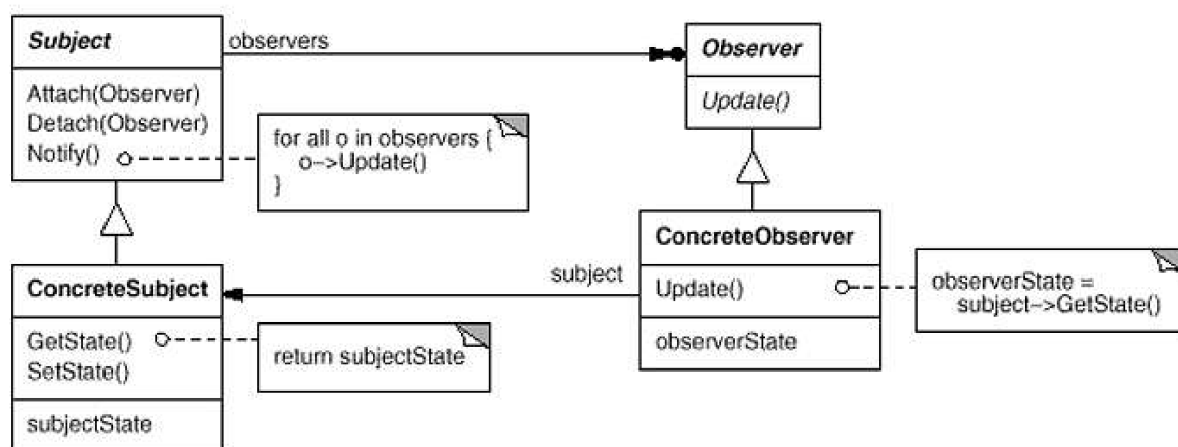 Subject
Attach(Observer)
Detach(Observer)
Notify()
observers
for all o in observers {
o->Update()
}
Observer
Update()
ConcreteSubject
GetState()
SetState()
subjectState
return subjectState
subject
ConcreteObserver
Update()
observerState
observerState =
subject->GetState()